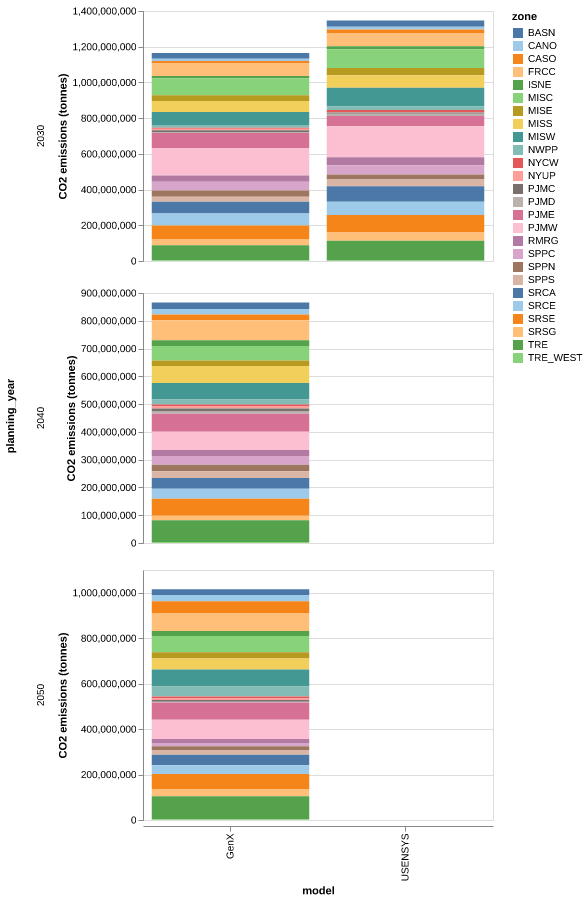 planning_year
2030
CO2 emissions (tonnes)
1,400,000,000
1,200,000,000
1,000,000,000
800,000,000
600,000,000
400,000,000
200,000,000
0
2040
CO2 emissions (tonnes)
900,000,000
800,000,000
700,000,000
600,000,000
500,000,000
400,000,000
300,000,000
200,000,000
100,000,000
0
2050
CO2 emissions (tonnes)
1,000,000,000
800,000,000
600,000,000
400,000,000
200,000,000
0
GenX
USENSYS
model
zone
BASN
CANO
CASO
FRCC
ISNE
MISC
MISE
MISS
MISW
NWPP
NYCW
NYUP
PJMC
PJMD
PJME
PJMW
RMRG
SPPC
SPPN
SPPS
SRCA
SRCE
SRSE
SRSG
TRE
TRE_WEST